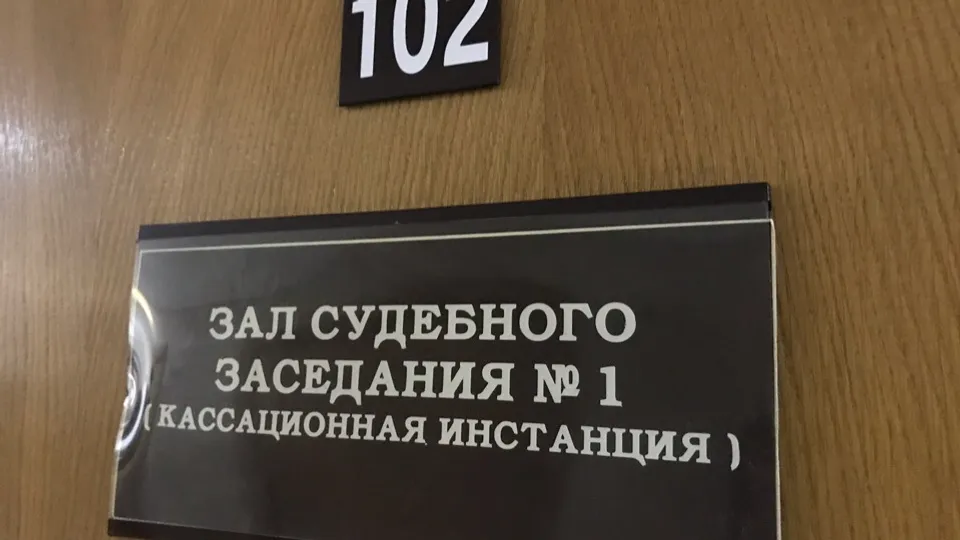 102
ЗАЛ СУДЕБНОГО
ЗАСЕДАНИЯ № 1
( КАССАЦИОННАЯ ИНСТАНЦИЯ )